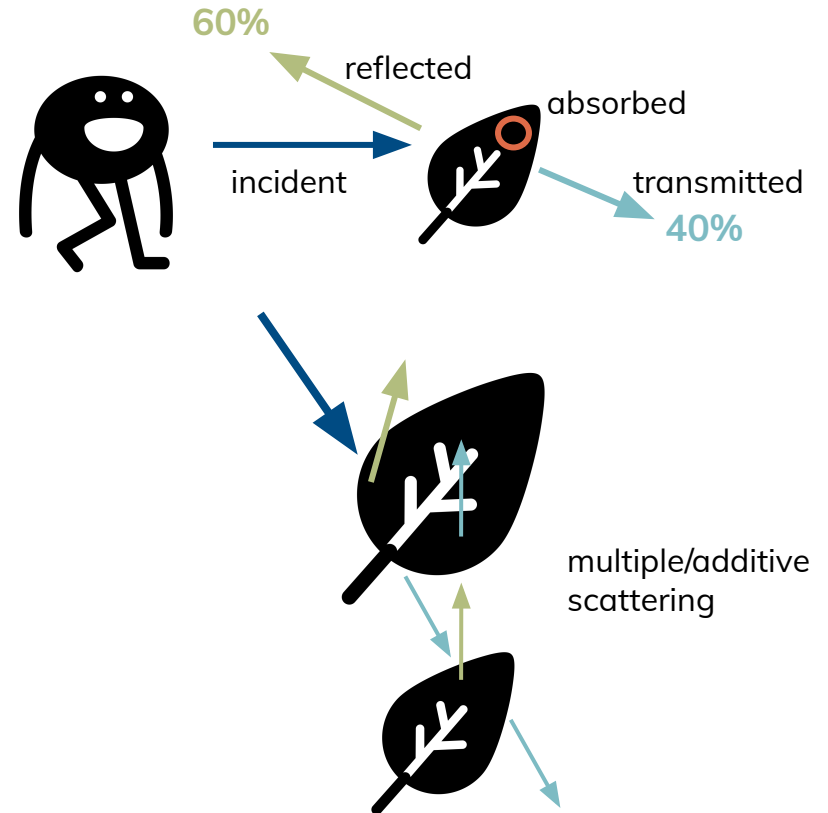 60%
reflected
absorbed
incident
transmitted
40%
multiple/additive
scattering